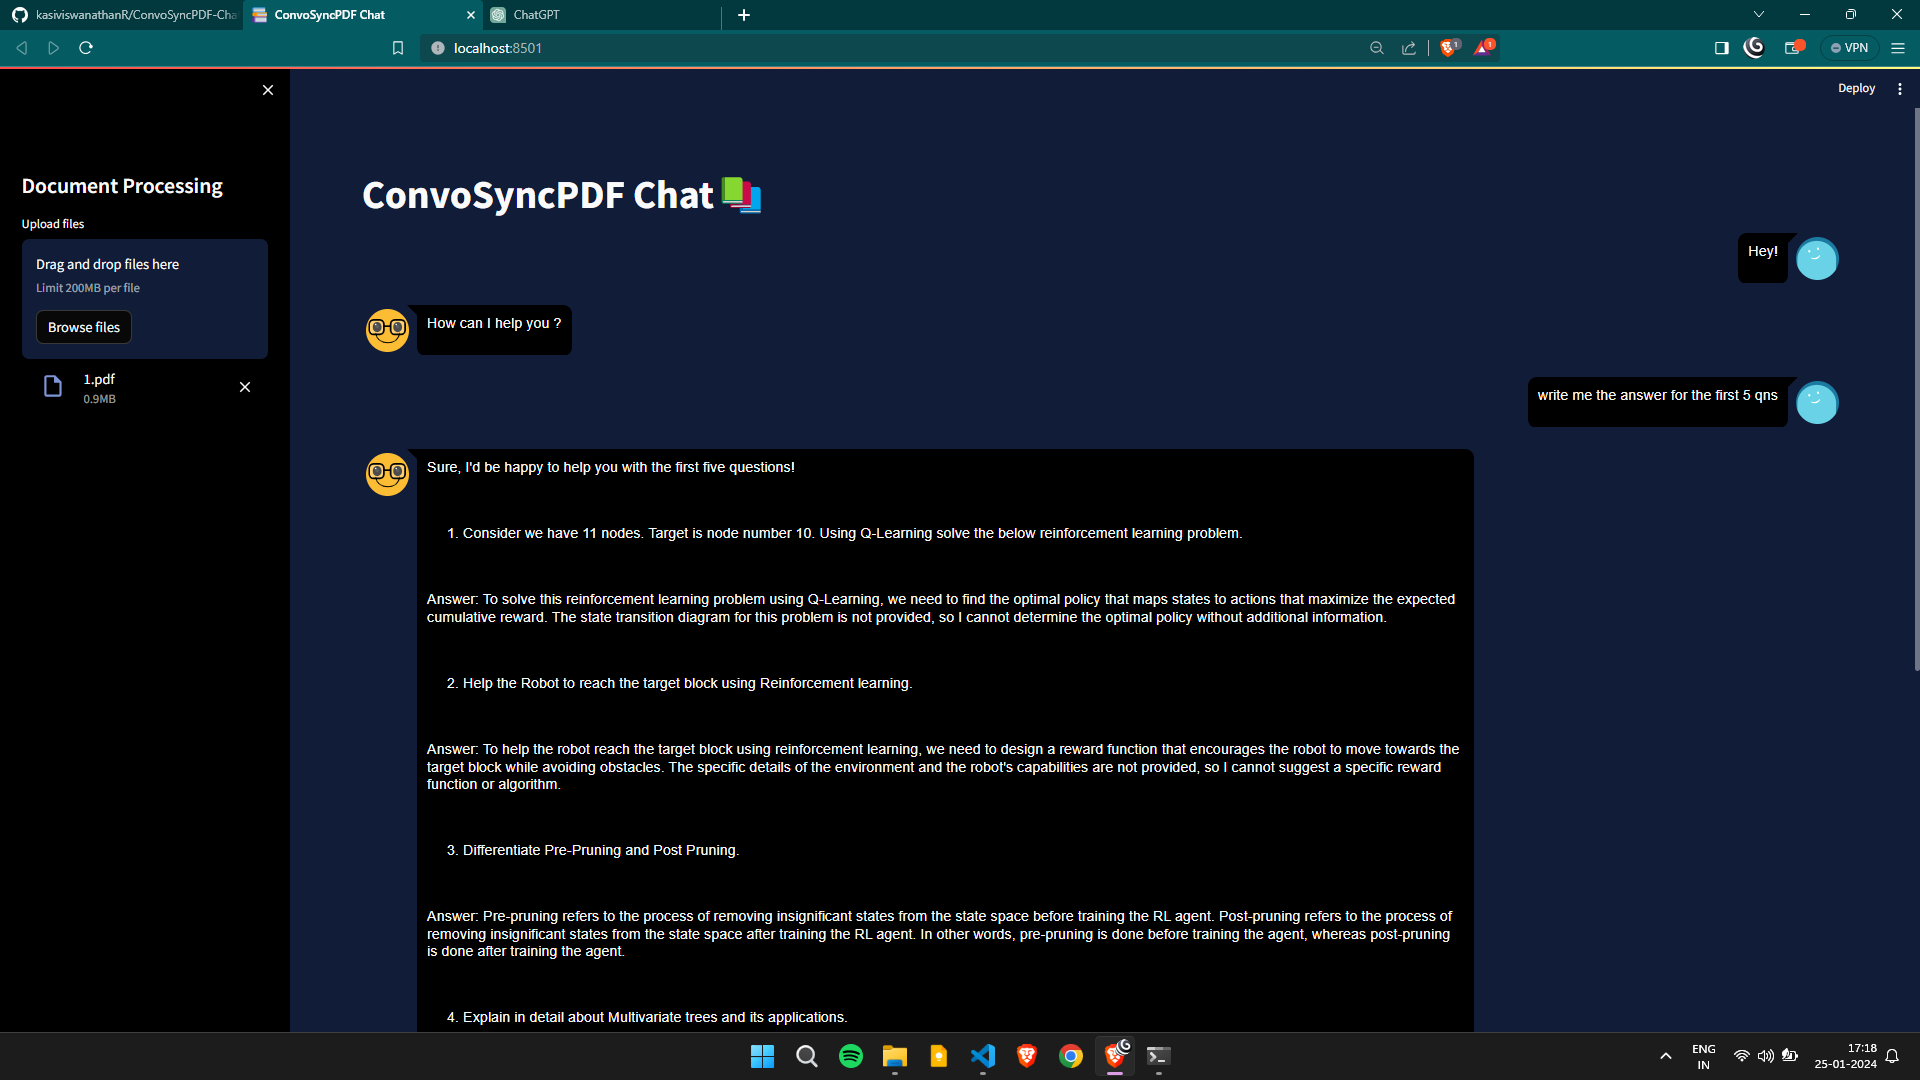 kasiviswanathanR/ConvoSyncPDF-Cha
ConvoSyncPDF Chat
ChatGPT
localhost:8501
1
1
VPN
Deploy
Document Processing
Upload files
Drag and drop files here
Limit 200MB per file
Browse files
1.pdf
0.9MB
ConvoSyncPDF Chat
Hey!
How can I help you ?
write me the answer for the first 5 qns
Sure, I'd be happy to help you with the first five questions!
1. Consider we have 11 nodes. Target is node number 10. Using Q-Learning solve the below reinforcement learning problem.
Answer: To solve this reinforcement learning problem using Q-Learning, we need to find the optimal policy that maps states to actions that maximize the expected
cumulative reward. The state transition diagram for this problem is not provided, so I cannot determine the optimal policy without additional information.
2. Help the Robot to reach the target block using Reinforcement learning.
Answer: To help the robot reach the target block using reinforcement learning, we need to design a reward function that encourages the robot to move towards the
target block while avoiding obstacles. The specific details of the environment and the robot's capabilities are not provided, so I cannot suggest a specific reward
function or algorithm.
3. Differentiate Pre-Pruning and Post Pruning.
Answer: Pre-pruning refers to the process of removing insignificant states from the state space before training the RL agent. Post-pruning refers to the process of
removing insignificant states from the state space after training the RL agent. In other words, pre-pruning is done before training the agent, whereas post-pruning
is done after training the agent.
4. Explain in detail about Multivariate trees and its applications.
ENG
IN
17:18
25-01-2024